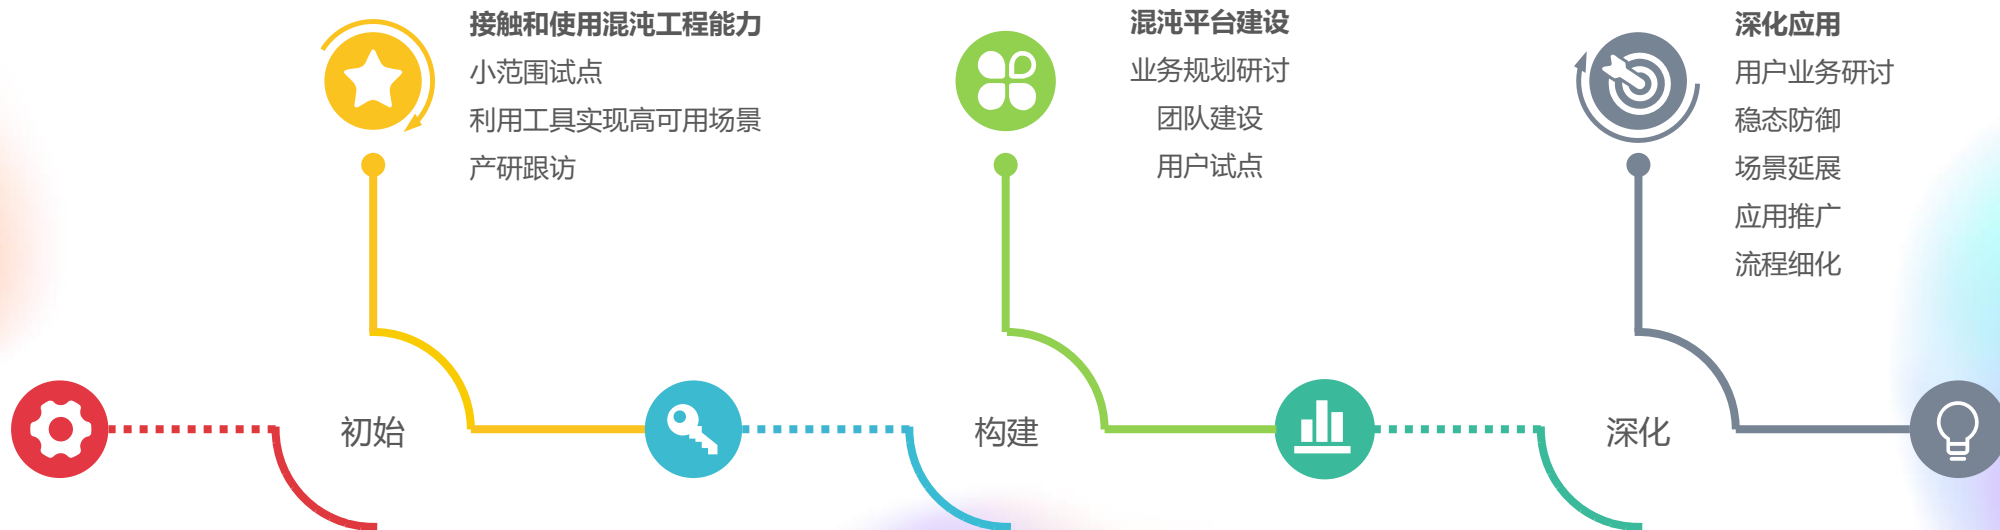 接触和使用混沌工程能力
小范围试点
利用工具实现高可用场景
产研跟访
混沌平台建设
业务规划研讨
团队建设
用户试点
深化应用
用户业务研讨
稳态防御
场景延展
应用推广
流程细化
初始
构建
深化